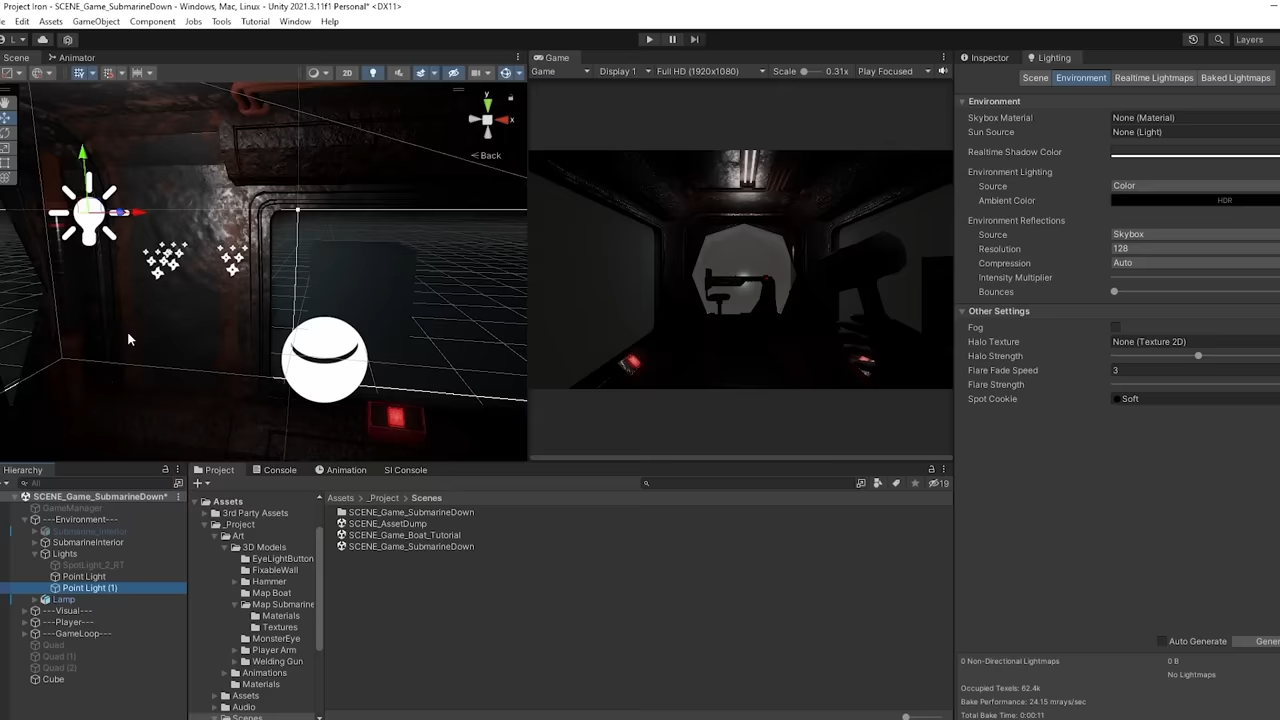 Project Iron - SCENE_Game_SubmarineDown - Windows, Mac, Linux - Unity 2021.3.11f1 Personal* <DX11>
Edit Assets GameObject Component Jobs Tools Tutorial Window Help
L
Layers
Scene Animator
Game
Inspector Lighting
2D
Game Display 1 Full HD (1920x1080) Scale 0.31x Play Focused
Scene Environment Realtime Lightmaps Baked Lightmaps
y
x
Back
Environment
Skybox Material None (Material)
Sun Source None (Light)
Realtime Shadow Color
Environment Lighting
Source Color
Ambient Color HDR
Environment Reflections
Source Skybox
Resolution 128
Compression Auto
Intensity Multiplier
Bounces
Other Settings
Fog
Halo Texture None (Texture 2D)
Halo Strength
Flare Fade Speed 3
Flare Strength
Spot Cookie Soft
Auto Generate Gener
0 Non-Directional Lightmaps 0 B
No Lightmaps
Occupied Texels: 62.4k
Bake Performance: 24.15 mrays/sec
Total Bake Time: 0:00:11
Hierarchy
All
SCENE_Game_SubmarineDown*
GameManager
---Environment---
Submarine_Interior
SubmarineInterior
Lights
SpotLight_2_RT
Point Light
Point Light (1)
Lamp
---Visual---
---Player---
---GameLoop---
Quad
Quad (1)
Quad (2)
Cube
Project Console Animation SI Console
19
Assets
3rd Party Assets
_Project
Art
3D Models
EyeLightButton
FixableWall
Hammer
Map Boat
Map Submarine
Materials
Textures
MonsterEye
Player Arm
Welding Gun
Animations
Materials
Assets
Audio
Scenes
Assets _Project Scenes
SCENE_Game_SubmarineDown
SCENE_AssetDump
SCENE_Game_Boat_Tutorial
SCENE_Game_SubmarineDown